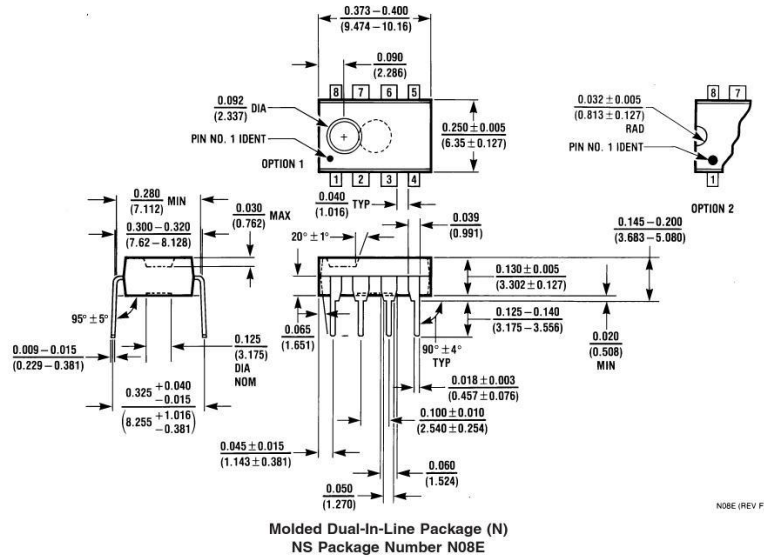 0.373–0.400
(9.474–10.16)
0.090
(2.286)
8 7 6 5
0.092 DIA
(2.337)
PIN NO. 1 IDENT
OPTION 1
1 2 3 4
0.250 ± 0.005
(6.35 ± 0.127)
8 7
0.032 ± 0.005
(0.813 ± 0.127)
RAD
PIN NO. 1 IDENT
1
OPTION 2
0.280 MIN
(7.112)
0.300–0.320
(7.62–8.128)
0.030 MAX
(0.762)
0.040 TYP
(1.016)
0.039
(0.991)
20° ±1°
0.145–0.200
(3.683–5.080)
0.130 ± 0.005
(3.302 ± 0.127)
0.125–0.140
(3.175–3.556)
0.020
(0.508)
MIN
95° ±5°
0.009–0.015
(0.229–0.381)
0.125
(3.175)
DIA
NOM
0.065
(1.651)
90° ±4°
TYP
0.018 ± 0.003
(0.457 ± 0.076)
0.325 +0.040 −0.015
(8.255 +1.016 −0.381)
0.100 ± 0.010
(2.540 ± 0.254)
0.045 ± 0.015
(1.143 ± 0.381)
0.060
(1.524)
0.050
(1.270)
N08E (REV F
Molded Dual-In-Line Package (N)
NS Package Number N08E